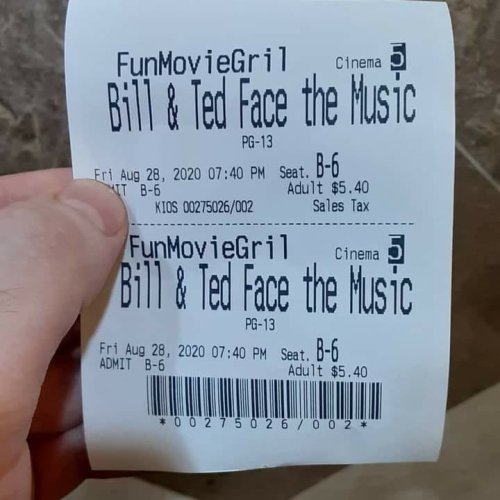 FunMovieGril Cinema 5
Bill & Ted Face the Music
PG-13
Fri Aug 28, 2020 07:40 PM Seat. B-6
B-6 Adult $5.40
KIOS 00275026/002 Sales Tax
FunMovieGril Cinema 5
Bill & Ted Face the Music
PG-13
Fri Aug 28, 2020 07:40 PM Seat. B-6
ADMIT B-6 Adult $5.40
*00275026/002*